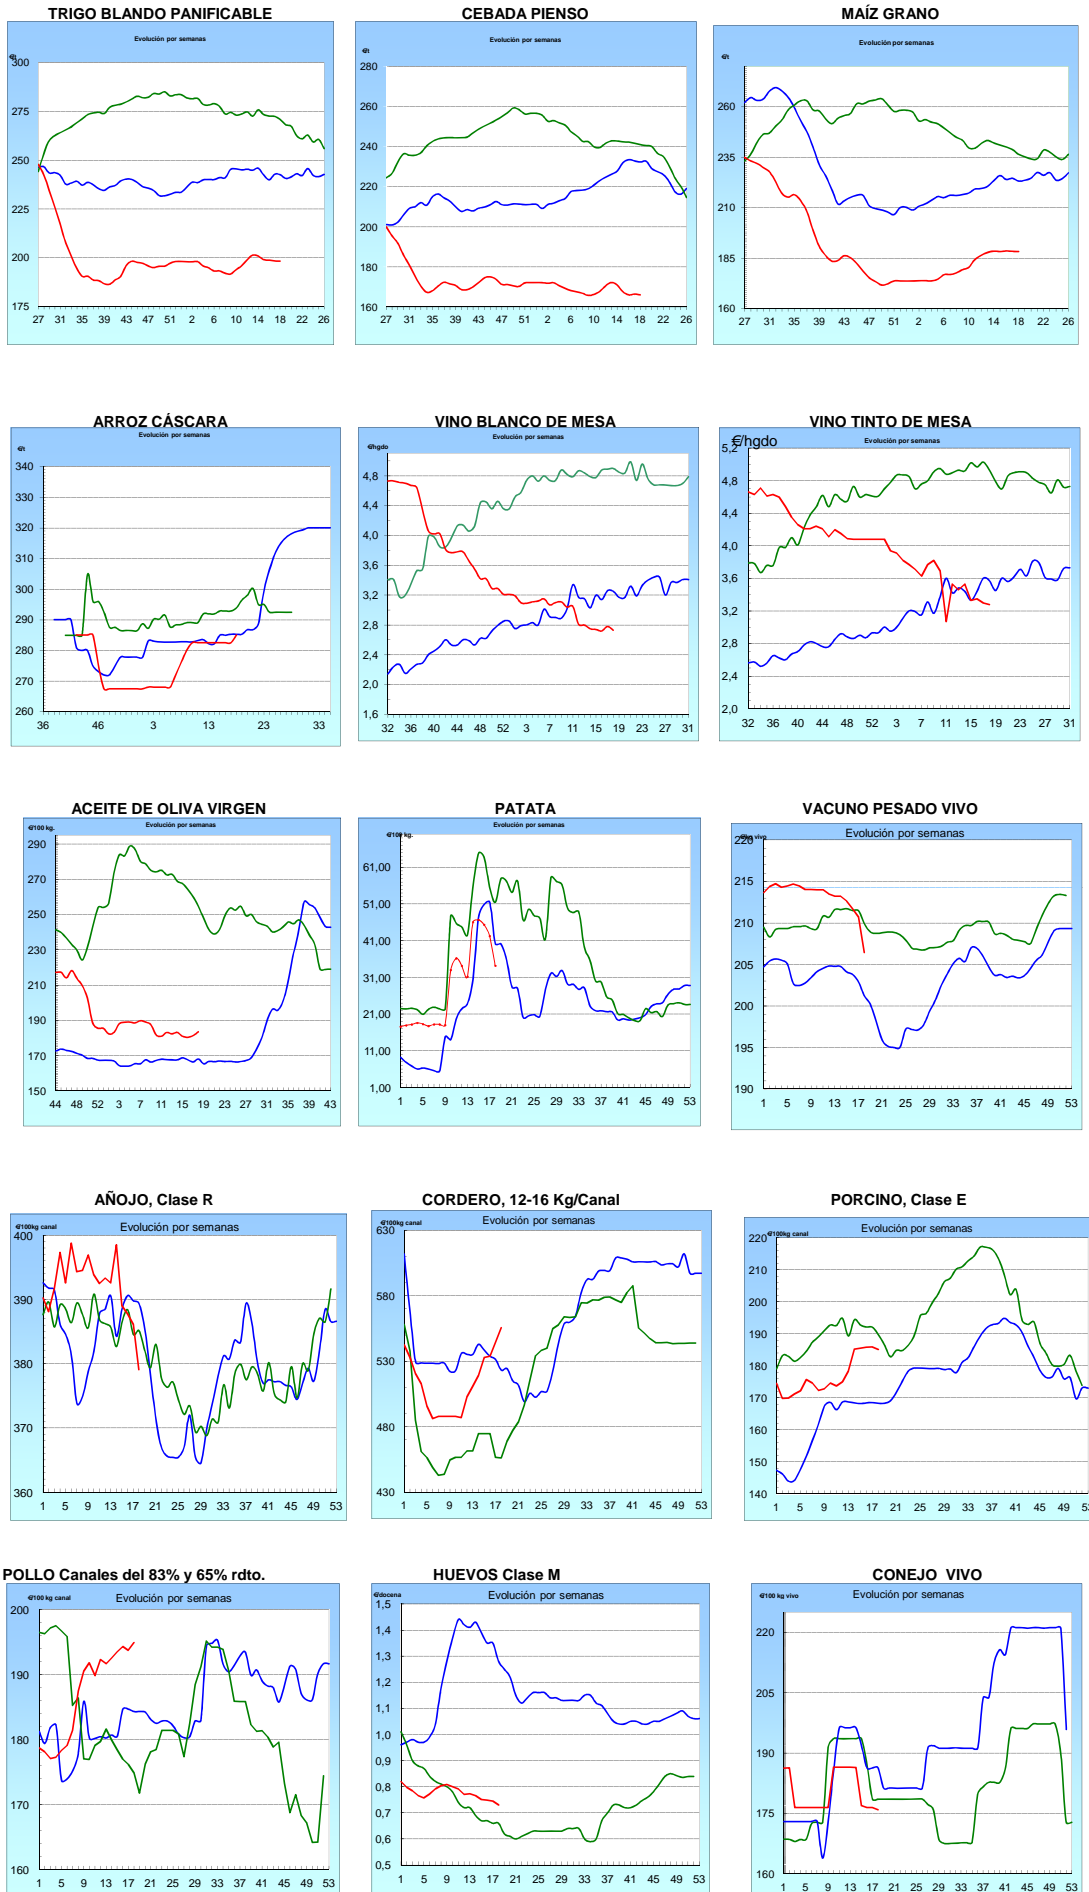 TRIGO BLANDO PANIFICABLE
Evolución por semanas
€/t
300
275
250
225
200
175
27 31 35 39 43 47 51 2 6 10 14 18 22 26
CEBADA PIENSO
Evolución por semanas
€/t
280
260
240
220
200
180
160
27 31 35 39 43 47 51 2 6 10 14 18 22 26
MAÍZ GRANO
Evolución por semanas
€/t
260
235
210
185
160
27 31 35 39 43 47 51 2 6 10 14 18 22 26
ARROZ CÁSCARA
Evolución por semanas
€/t
340
330
320
310
300
290
280
270
260
36 46 3 13 23 33
VINO BLANCO DE MESA
Evolución por semanas
€/hgdo
4,8
4,4
4,0
3,6
3,2
2,8
2,4
2,0
1,6
32 36 40 44 48 52 3 7 11 15 19 23 27 31
VINO TINTO DE MESA
Evolución por semanas
€/hgdo
5,2
4,8
4,4
4,0
3,6
3,2
2,8
2,4
2,0
32 36 40 44 48 52 3 7 11 15 19 23 27 31
ACEITE DE OLIVA VIRGEN
Evolución por semanas
€/100 kg.
290
270
250
230
210
190
170
150
44 48 52 3 7 11 15 19 23 27 31 35 39 43
PATATA
Evolución por semanas
€/100 kg.
61,00
51,00
41,00
31,00
21,00
11,00
1,00
1 5 9 13 17 21 25 29 33 37 41 45 49 53
VACUNO PESADO VIVO
Evolución por semanas
220
215
210
205
200
195
190
1 5 9 13 17 21 25 29 33 37 41 45 49 53
AÑOJO, Clase R
Evolución por semanas
€/100kg canal
400
390
380
370
360
1 5 9 13 17 21 25 29 33 37 41 45 49 53
CORDERO, 12-16 Kg/Canal
Evolución por semanas
€/100kg canal
630
580
530
480
430
1 5 9 13 17 21 25 29 33 37 41 45 49 53
PORCINO, Clase E
Evolución por semanas
€/100kg canal
220
210
200
190
180
170
160
150
140
1 5 9 13 17 21 25 29 33 37 41 45 49
POLLO Canales del 83% y 65% rdto.
Evolución por semanas
€/100 kg canal
200
190
180
170
160
1 5 9 13 17 21 25 29 33 37 41 45 49 53
HUEVOS Clase M
Evolución por semanas
€/docena
1,5
1,4
1,3
1,2
1,1
1,0
0,9
0,8
0,7
0,6
0,5
1 5 9 13 17 21 25 29 33 37 41 45 49 53
CONEJO VIVO
Evolución por semanas
€/100 kg vivo
220
205
190
175
160
1 5 9 13 17 21 25 29 33 37 41 45 49 53